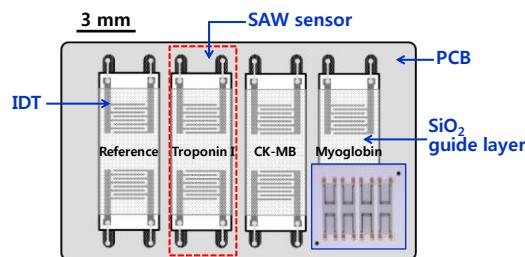 3 mm
SAW sensor
PCB
IDT
SiO₂
guide layer
Reference
Troponin I
CK-MB
Myoglobin